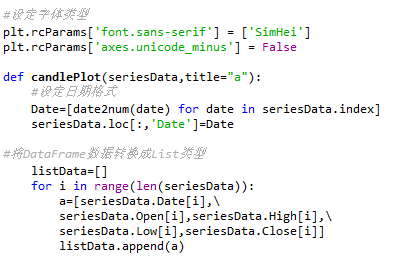 #设定字体类型
plt.rcParams['font.sans-serif'] = ['SimHei']
plt.rcParams['axes.unicode_minus'] = False
def candlePlot(seriesData,title="a"):
#设定日期格式
Date=[date2num(date) for date in seriesData.index]
seriesData.loc[:,'Date']=Date
#将DataFrame数据转换成List类型
listData=[]
for i in range(len(seriesData)):
a=[seriesData.Date[i],\
seriesData.Open[i],seriesData.High[i],\
seriesData.Low[i],seriesData.Close[i]]
listData.append(a)